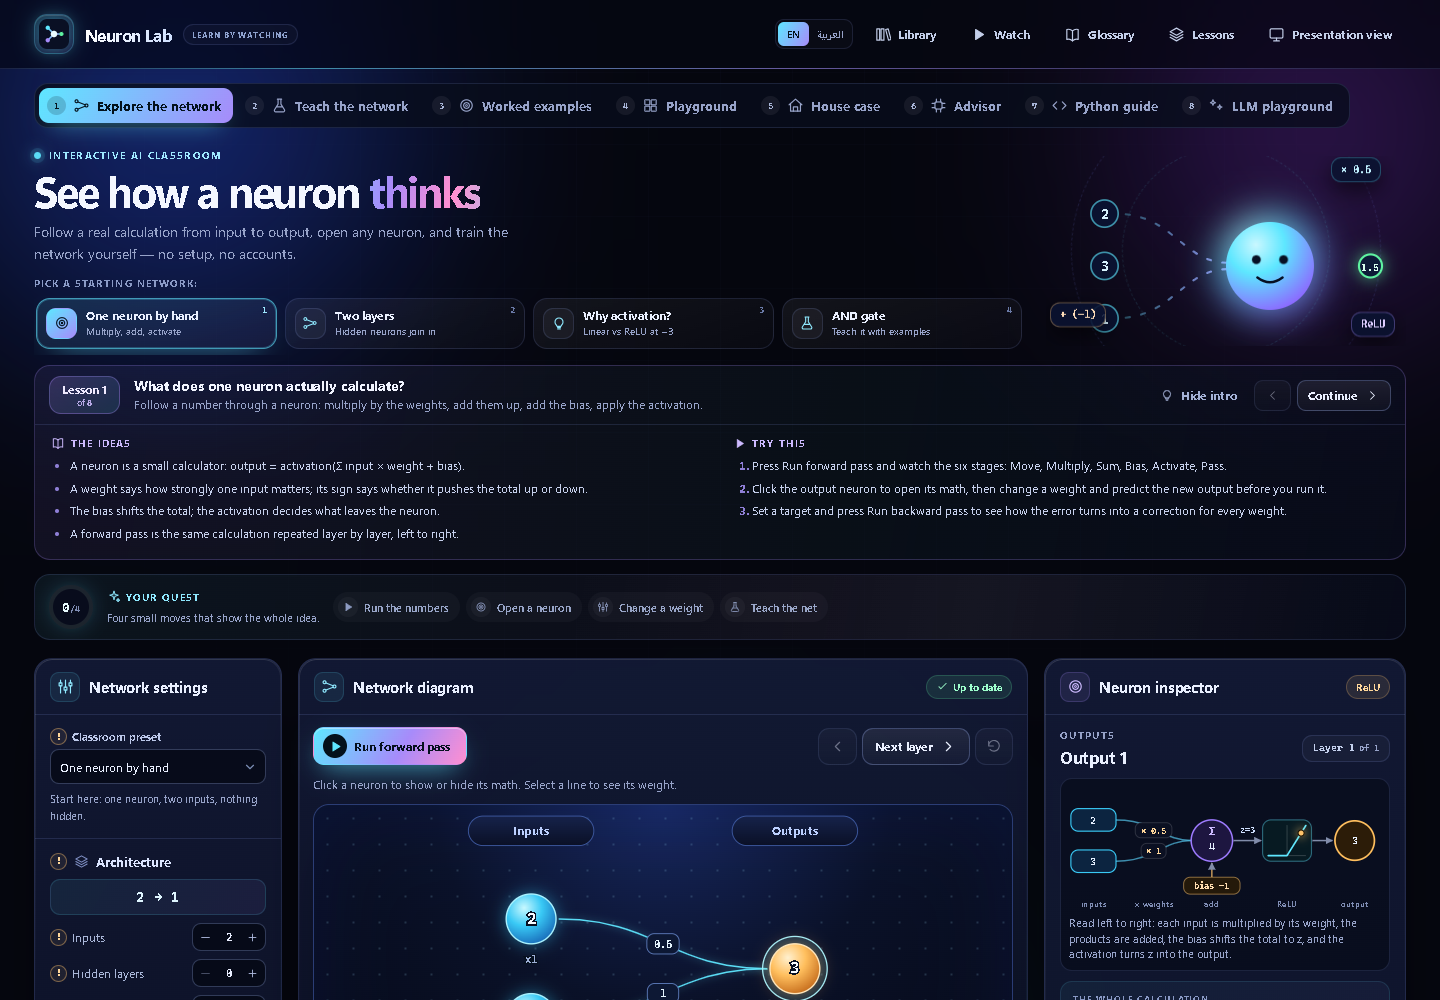 Neuron Lab
LEARN BY WATCHING
EN
العربية
Library
Watch
Glossary
Lessons
Presentation view
1 Explore the network
2 Teach the network
3 Worked examples
4 Playground
5 House case
6 Advisor
7 Python guide
8 LLM playground
INTERACTIVE AI CLASSROOM
See how a neuron thinks
Follow a real calculation from input to output, open any neuron, and train the
network yourself — no setup, no accounts.
PICK A STARTING NETWORK:
One neuron by hand 1
Multiply, add, activate
Two layers 2
Hidden neurons join in
Why activation? 3
Linear vs ReLU at −3
AND gate 4
Teach it with examples
× 0.5
2
3
1.5
+ (−1)
ReLU
Lesson 1
of 8
What does one neuron actually calculate?
Follow a number through a neuron: multiply by the weights, add them up, add the bias, apply the activation.
Hide intro
Continue
THE IDEAS
• A neuron is a small calculator: output = activation(Σ input × weight + bias).
• A weight says how strongly one input matters; its sign says whether it pushes the total up or down.
• The bias shifts the total; the activation decides what leaves the neuron.
• A forward pass is the same calculation repeated layer by layer, left to right.
TRY THIS
1. Press Run forward pass and watch the six stages: Move, Multiply, Sum, Bias, Activate, Pass.
2. Click the output neuron to open its math, then change a weight and predict the new output before you run it.
3. Set a target and press Run backward pass to see how the error turns into a correction for every weight.
0/4
YOUR QUEST
Four small moves that show the whole idea.
Run the numbers
Open a neuron
Change a weight
Teach the net
Network settings
! Classroom preset
One neuron by hand
Start here: one neuron, two inputs, nothing
hidden.
! Architecture
2 → 1
! Inputs
− 2 +
! Hidden layers
− 0 +
Network diagram
Up to date
Run forward pass
Next layer
Click a neuron to show or hide its math. Select a line to see its weight.
Inputs
Outputs
2
x1
0.5
3
1
Neuron inspector
ReLU
OUTPUTS
Output 1
Layer 1 of 1
2
3
× 0.5
× 1
Σ
4
z=3
3
bias −1
inputs
x weights
add
ReLU
output
Read left to right: each input is multiplied by its weight, the
products are added, the bias shifts the total to z, and the
activation turns z into the output.
THE WHOLE CALCULATION